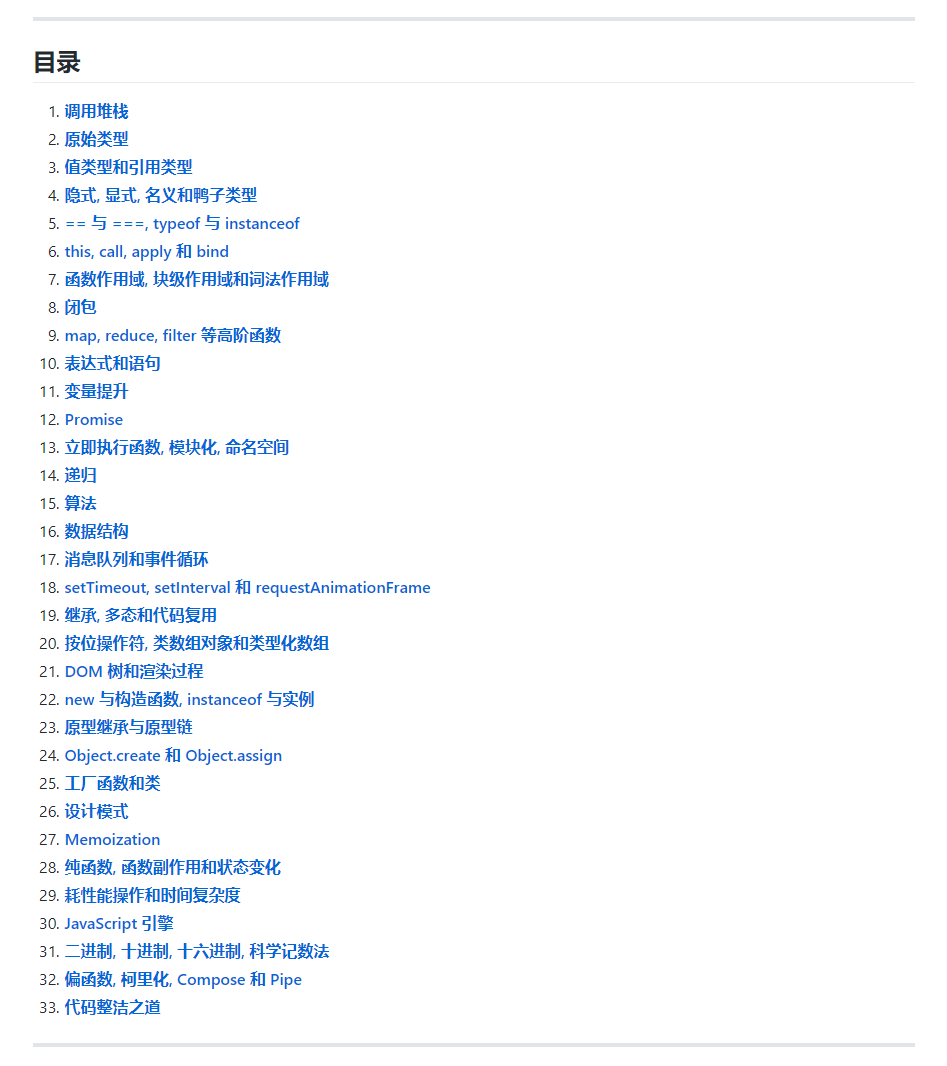 目录
1. 调用堆栈
2. 原始类型
3. 值类型和引用类型
4. 隐式, 显式, 名义和鸭子类型
5. == 与 ===, typeof 与 instanceof
6. this, call, apply 和 bind
7. 函数作用域, 块级作用域和词法作用域
8. 闭包
9. map, reduce, filter 等高阶函数
10. 表达式和语句
11. 变量提升
12. Promise
13. 立即执行函数, 模块化, 命名空间
14. 递归
15. 算法
16. 数据结构
17. 消息队列和事件循环
18. setTimeout, setInterval 和 requestAnimationFrame
19. 继承, 多态和代码复用
20. 按位操作符, 类数组对象和类型化数组
21. DOM 树和渲染过程
22. new 与构造函数, instanceof 与实例
23. 原型继承与原型链
24. Object.create 和 Object.assign
25. 工厂函数和类
26. 设计模式
27. Memoization
28. 纯函数, 函数副作用和状态变化
29. 耗性能操作和时间复杂度
30. JavaScript 引擎
31. 二进制, 十进制, 十六进制, 科学记数法
32. 偏函数, 柯里化, Compose 和 Pipe
33. 代码整洁之道